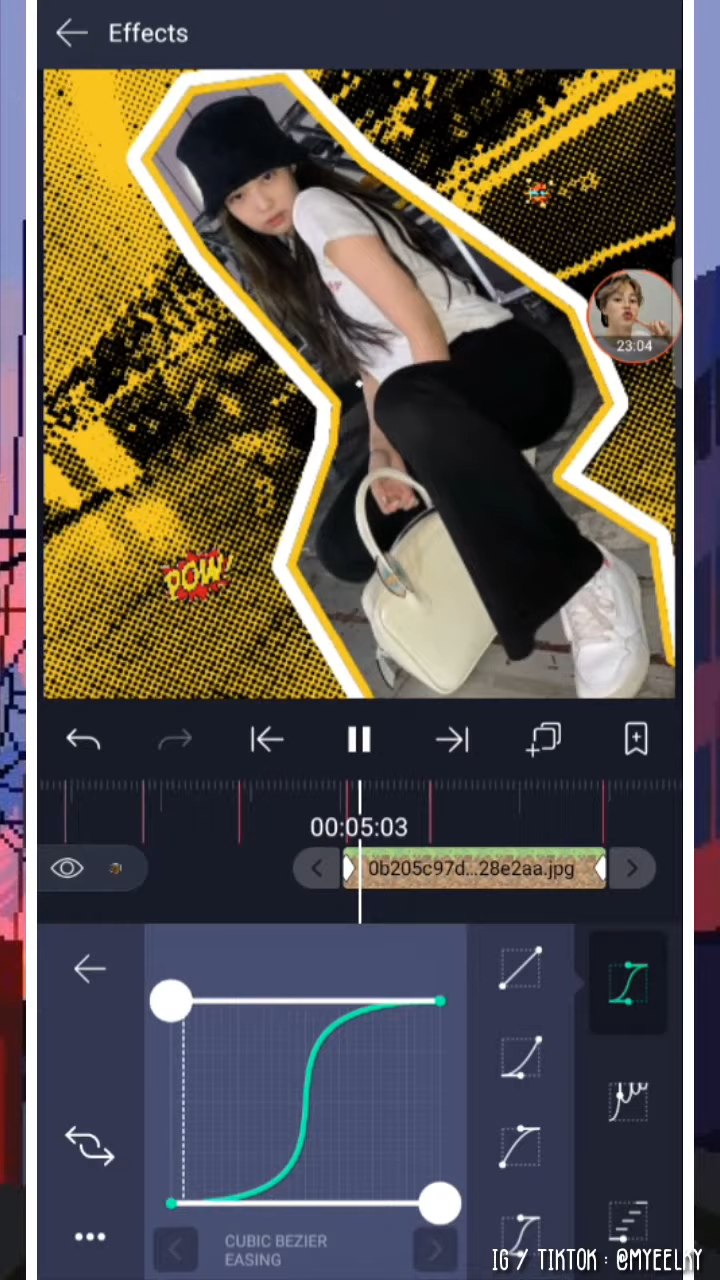 Effects
23:04
POW!
00:05:03
0b205c97d...28e2aa.jpg
CUBIC BEZIER
EASING
IG / TIKTOK : @MYEELKY